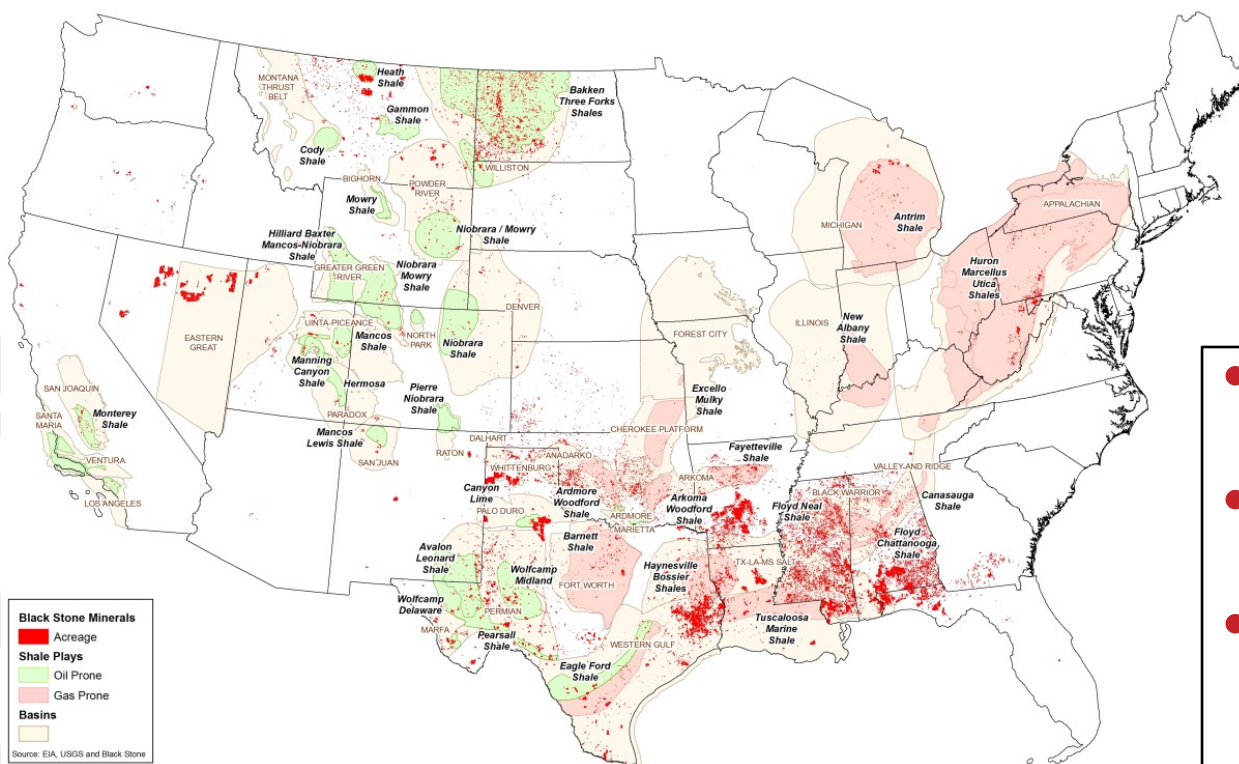 MONTANA
THRUST
BELT
Heath
Shale
Gammon
Shale
Bakken
Three Forks
Shales
Cody
Shale
WILLISTON
BIGHORN
POWDER
RIVER
Mowry
Shale
Niobrara / Mowry
Shale
Hilliard Baxter
Mancos-Niobrara
Shale
GREATER GREEN
RIVER
Niobrara
Mowry
Shale
DENVER
UINTA-PICEANCE
NORTH
PARK
Mancos
Shale
Niobrara
Shale
EASTERN
GREAT
Manning
Canyon
Shale
Hermosa
PARADOX
Pierre
Niobrara
Shale
Mancos
Lewis Shale
SAN JUAN
RATON
SAN JOAQUIN
SANTA
MARIA
Monterey
Shale
VENTURA
LOS ANGELES
MICHIGAN
Antrim
Shale
APPALACHIAN
Huron
Marcellus
Utica
Shales
FOREST CITY
ILLINOIS
New
Albany
Shale
Excello
Mulky
Shale
CHEROKEE PLATFORM
DALHART
ANADARKO
WHITTENBURG
Canyon
Lime
PALO DURO
Ardmore
Woodford
Shale
ARDMORE
MARIETTA
Fayetteville
Shale
ARKOMA
Arkoma
Woodford
Shale
VALLEY AND RIDGE
BLACK WARRIOR
Canasauga
Shale
Floyd Neal
Shale
Floyd
Chattanooga
Shale
Avalon
Leonard
Shale
Barnett
Shale
Wolfcamp
Midland
FORT WORTH
Haynesville
Bossier
Shales
TX-LA-MS SALT
Wolfcamp
Delaware
PERMIAN
MARFA
Pearsall
Shale
Tuscaloosa
Marine
Shale
WESTERN GULF
Eagle Ford
Shale
Black Stone Minerals
Acreage
Shale Plays
Oil Prone
Gas Prone
Basins
Source: EIA, USGS and Black Stone